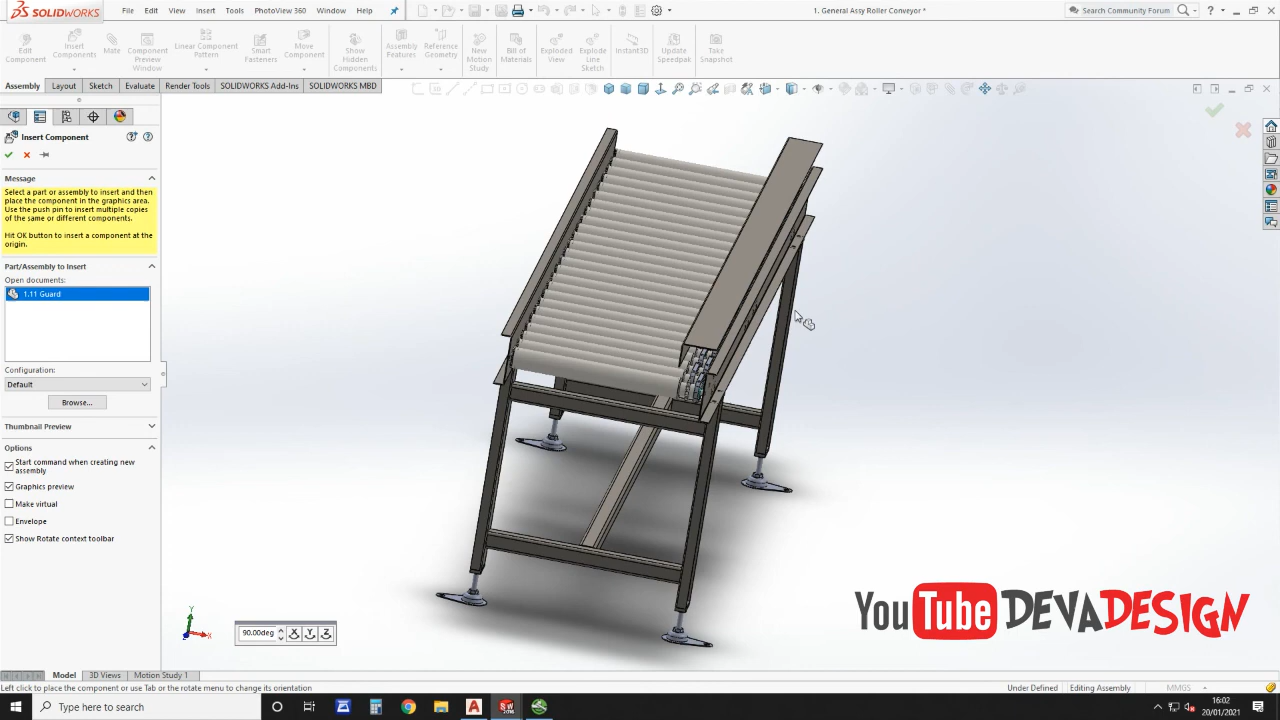 SOLIDWORKS
File Edit View Insert Tools PhotoView 360 Window Help
1. General Assy Roller Conveyor *
Search Community Forum
Edit Component
Insert Components
Mate
Component Preview Window
Linear Component Pattern
Smart Fasteners
Move Component
Show Hidden Components
Assembly Features
Reference Geometry
New Motion Study
Bill of Materials
Exploded View
Explode Line Sketch
Instant3D
Update Speedpak
Take Snapshot
Assembly Layout Sketch Evaluate Render Tools SOLIDWORKS Add-Ins SOLIDWORKS MBD
Insert Component
Message
Select a part or assembly to insert and then
place the component in the graphics area.
Use the push pin to insert multiple copies
of the same or different components.
Hit OK button to insert a component at the
origin.
Part/Assembly to Insert
Open documents:
1.11 Guard
Configuration:
Default
Browse...
Thumbnail Preview
Options
Start command when creating new
assembly
Graphics preview
Make virtual
Envelope
Show Rotate context toolbar
Y
X
90.00deg X Y Z
YouTube DEVADESIGN
Model 3D Views Motion Study 1
Left click to place the component or use Tab or the rotate menu to change its orientation
Under Defined Editing Assembly MMGS
Type here to search
16:02
20/01/2021